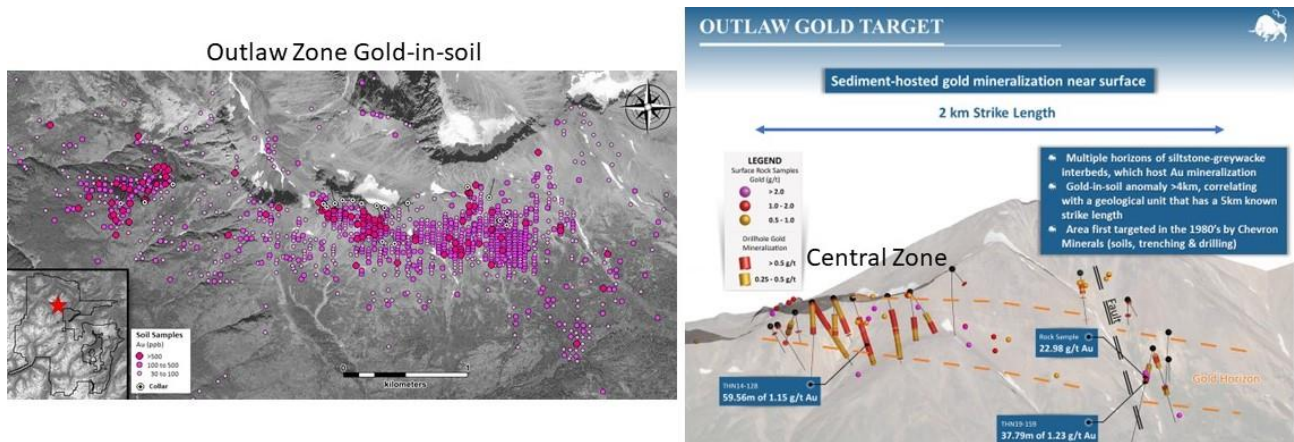 Outlaw Zone Gold-in-soil
Soil Samples
Au (ppb)
>500
100 to 500
30 to 100
Collar
0 1
kilometers
OUTLAW GOLD TARGET
Sediment-hosted gold mineralization near surface
2 km Strike Length
LEGEND
Surface Rock Samples
Gold (g/t)
> 2.0
1.0 - 2.0
0.5 - 1.0
Drillhole Gold
Mineralization
> 0.5 g/t
0.25 - 0.5 g/t
Multiple horizons of siltstone-greywacke
interbeds, which host Au mineralization
Gold-in-soil anomaly >4km, correlating
with a geological unit that has a 5km known
strike length
Area first targeted in the 1980's by Chevron
Minerals (soils, trenching & drilling)
Central Zone
Fault
Rock Sample
22.98 g/t Au
Gold Horizon
THN14-128
59.56m of 1.15 g/t Au
THN19-159
37.79m of 1.23 g/t Au